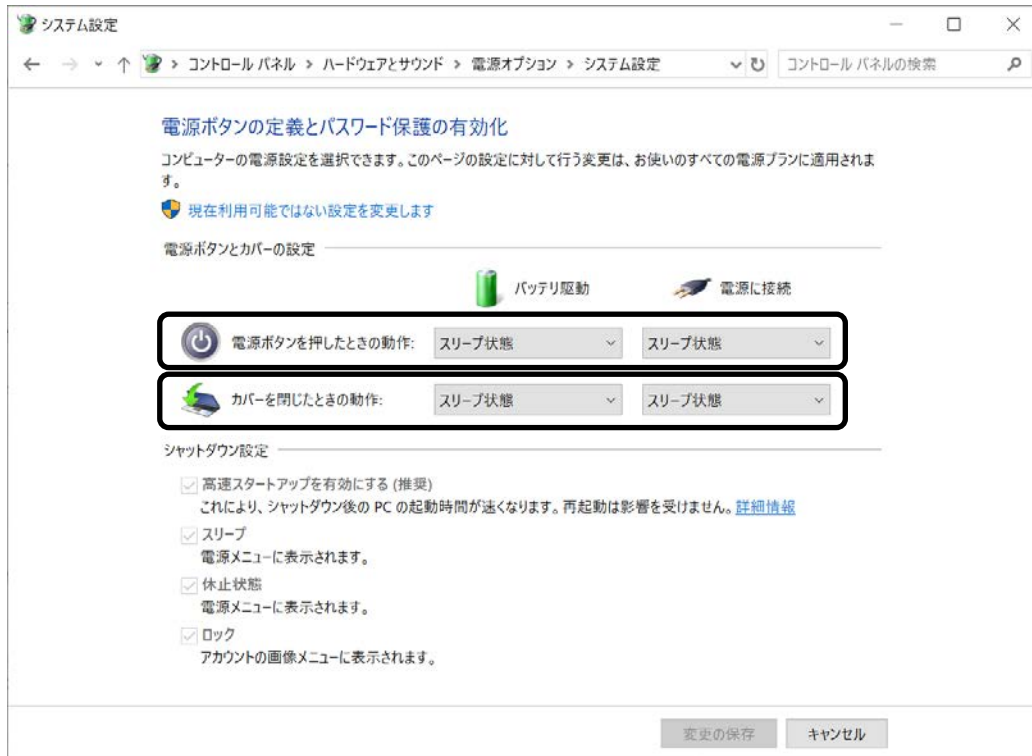 システム設定
コントロール パネル > ハードウェアとサウンド > 電源オプション > システム設定
コントロール パネルの検索
電源ボタンの定義とパスワード保護の有効化
コンピューターの電源設定を選択できます。このページの設定に対して行う変更は、お使いのすべての電源プランに適用されま
す。
現在利用可能ではない設定を変更します
電源ボタンとカバーの設定
バッテリ駆動 電源に接続
電源ボタンを押したときの動作: スリープ状態 スリープ状態
カバーを閉じたときの動作: スリープ状態 スリープ状態
シャットダウン設定
高速スタートアップを有効にする (推奨)
これにより、シャットダウン後の PC の起動時間が速くなります。再起動は影響を受けません。詳細情報
スリープ
電源メニューに表示されます。
休止状態
電源メニューに表示されます。
ロック
アカウントの画像メニューに表示されます。
変更の保存 キャンセル